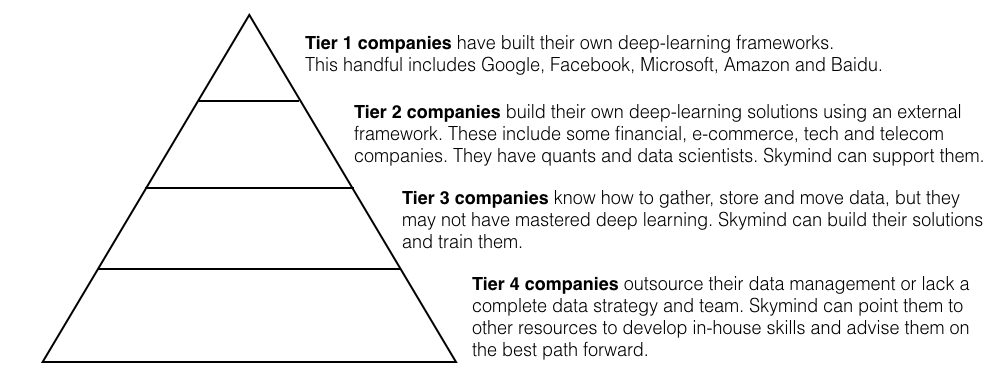 Tier 1 companies have built their own deep-learning frameworks.
This handful includes Google, Facebook, Microsoft, Amazon and Baidu.
Tier 2 companies build their own deep-learning solutions using an external
framework. These include some financial, e-commerce, tech and telecom
companies. They have quants and data scientists. Skymind can support them.
Tier 3 companies know how to gather, store and move data, but they
may not have mastered deep learning. Skymind can build their solutions
and train them.
Tier 4 companies outsource their data management or lack a
complete data strategy and team. Skymind can point them to
other resources to develop in-house skills and advise them on
the best path forward.